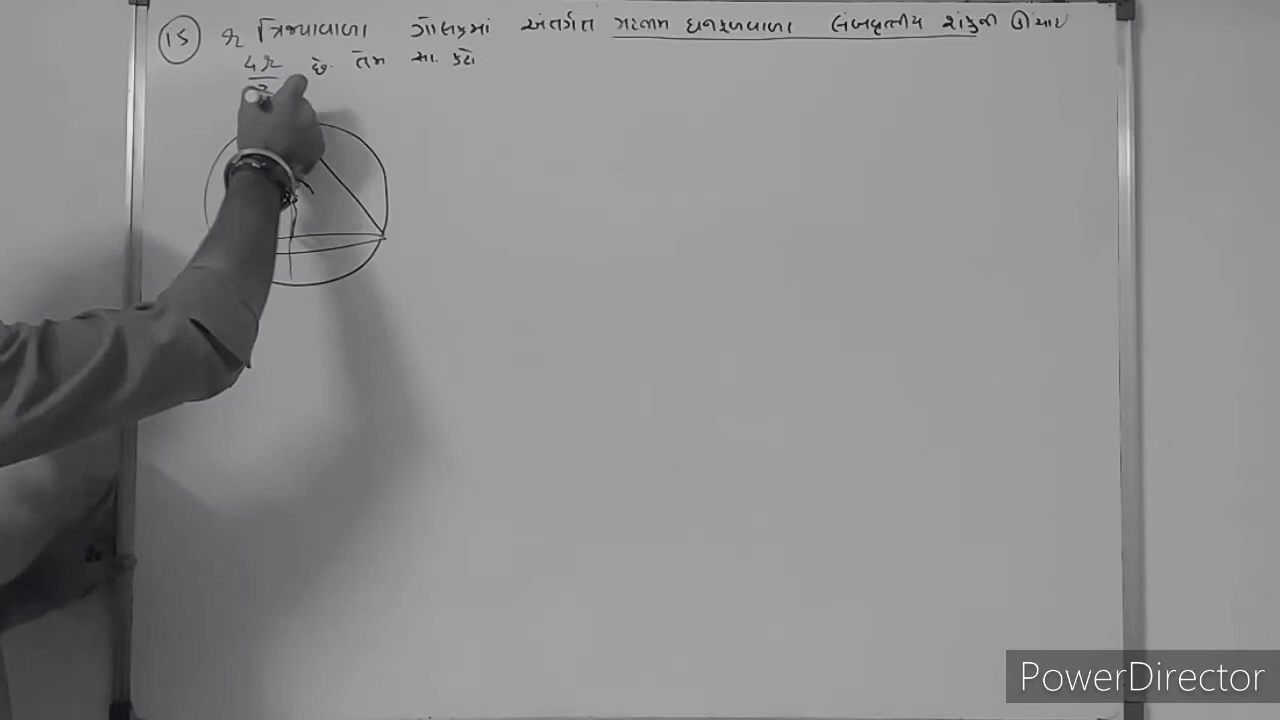 15 r ત્રિજ્યાવાળા ગોલકમાં અંતર્ગત મહત્તમ ઘનફળવાળા લંબવૃત્તીય શંકુની ઊંચાઇ
4r છે. તેમ સા. કરો
PowerDirector